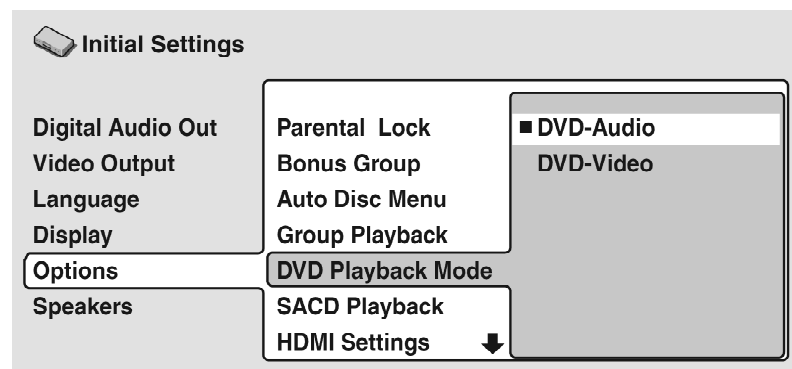 Initial Settings
Digital Audio Out
Video Output
Language
Display
Options
Speakers
Parental Lock
Bonus Group
Auto Disc Menu
Group Playback
DVD Playback Mode
SACD Playback
HDMI Settings
DVD-Audio
DVD-Video